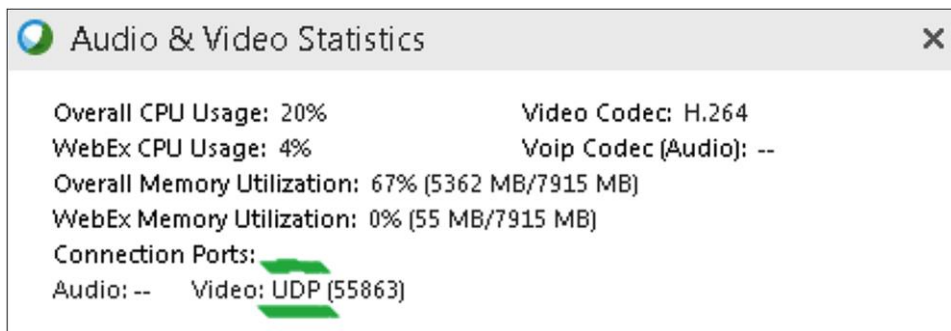 Audio & Video Statistics
Overall CPU Usage: 20% Video Codec: H.264
WebEx CPU Usage: 4% Voip Codec (Audio): --
Overall Memory Utilization: 67% (5362 MB/7915 MB)
WebEx Memory Utilization: 0% (55 MB/7915 MB)
Connection Ports:
Audio: -- Video: UDP (55863)